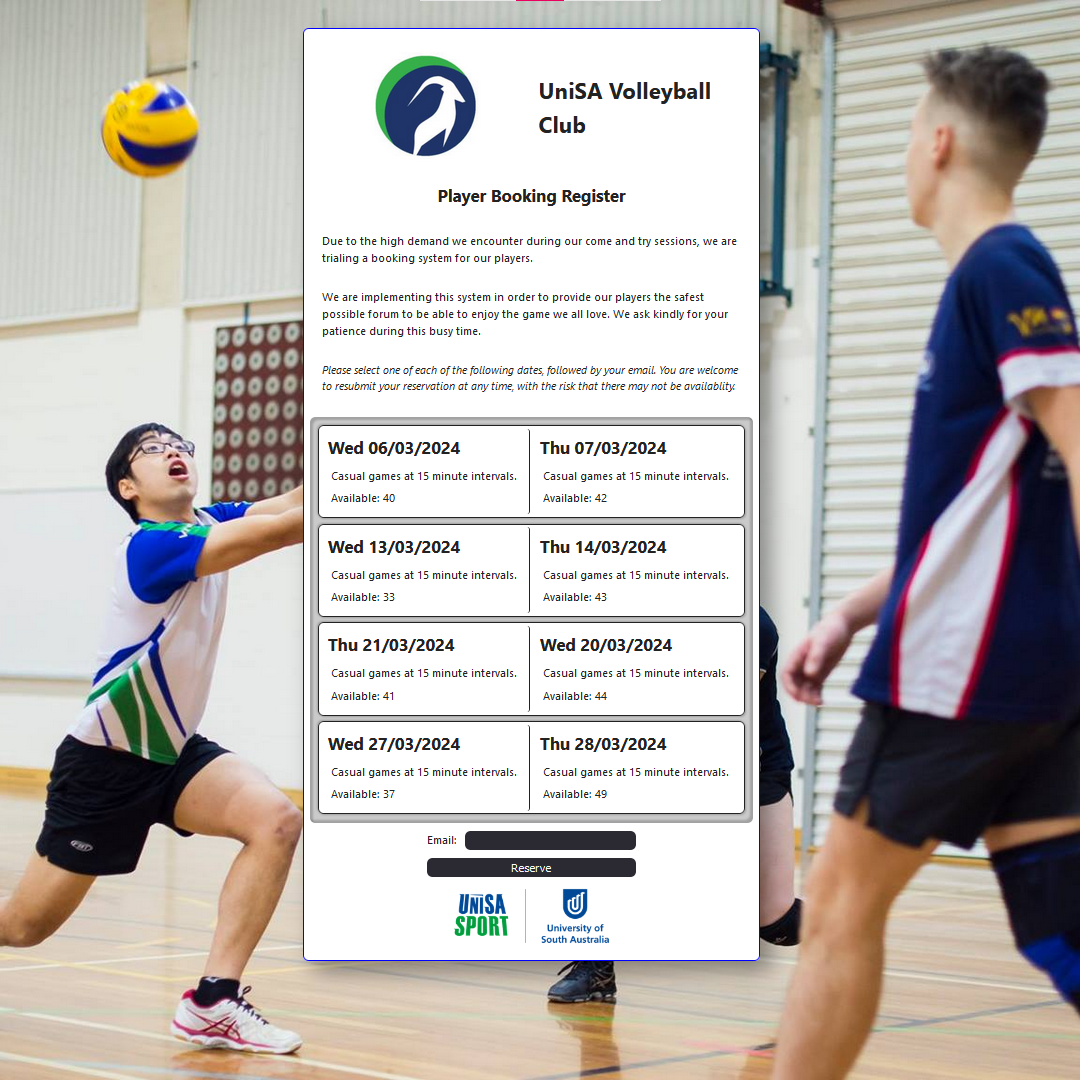 UniSA Volleyball
Club
Player Booking Register
Due to the high demand we encounter during our come and try sessions, we are
trialing a booking system for our players.
We are implementing this system in order to provide our players the safest
possible forum to be able to enjoy the game we all love. We ask kindly for your
patience during this busy time.
Please select one of each of the following dates, followed by your email. You are welcome
to resubmit your reservation at any time, with the risk that there may not be availablity.
Wed 06/03/2024
Casual games at 15 minute intervals.
Available: 40
Thu 07/03/2024
Casual games at 15 minute intervals.
Available: 42
Wed 13/03/2024
Casual games at 15 minute intervals.
Available: 33
Thu 14/03/2024
Casual games at 15 minute intervals.
Available: 43
Thu 21/03/2024
Casual games at 15 minute intervals.
Available: 41
Wed 20/03/2024
Casual games at 15 minute intervals.
Available: 44
Wed 27/03/2024
Casual games at 15 minute intervals.
Available: 37
Thu 28/03/2024
Casual games at 15 minute intervals.
Available: 49
Email:
Reserve
UNiSA
SPORT
University of
South Australia